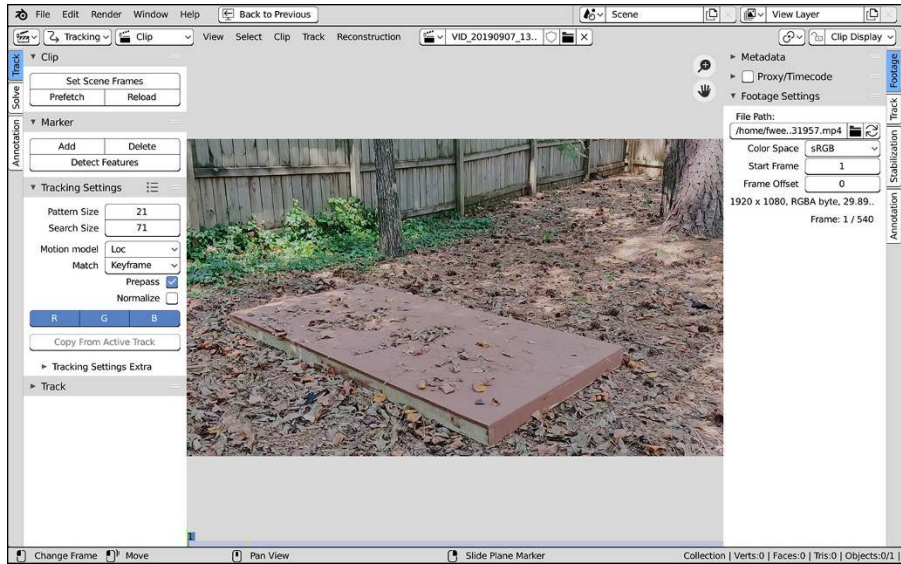 File Edit Render Window Help Back to Previous Scene View Layer
Tracking Clip View Select Clip Track Reconstruction VID_20190907_13.. Clip Display
Track
Solve
Annotation
Clip
Set Scene Frames
Prefetch Reload
Marker
Add Delete
Detect Features
Tracking Settings
Pattern Size 21
Search Size 71
Motion model Loc
Match Keyframe
Prepass
Normalize
R G B
Copy From Active Track
Tracking Settings Extra
Track
1
Metadata
Proxy/Timecode
Footage Settings
File Path:
/home/fwee..31957.mp4
Color Space sRGB
Start Frame 1
Frame Offset 0
1920 x 1080, RGBA byte, 29.89..
Frame: 1 / 540
Footage
Track
Stabilization
Annotation
Change Frame Move Pan View Slide Plane Marker Collection | Verts:0 | Faces:0 | Tris:0 | Objects:0/1 |